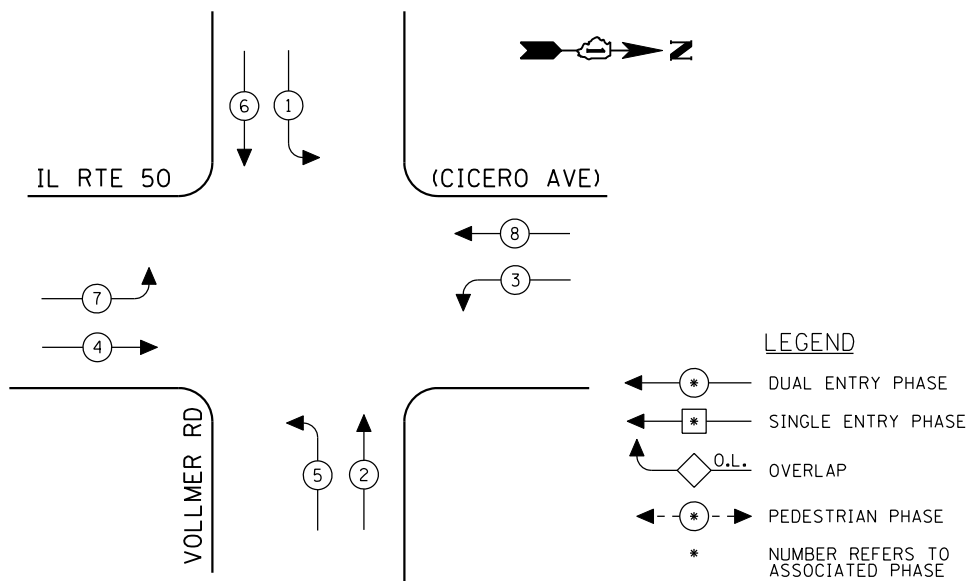 N
6
1
IL RTE 50
(CICERO AVE)
8
3
7
4
VOLLMER RD
5
2
LEGEND
* DUAL ENTRY PHASE
* SINGLE ENTRY PHASE
O.L. OVERLAP
* PEDESTRIAN PHASE
* NUMBER REFERS TO
ASSOCIATED PHASE